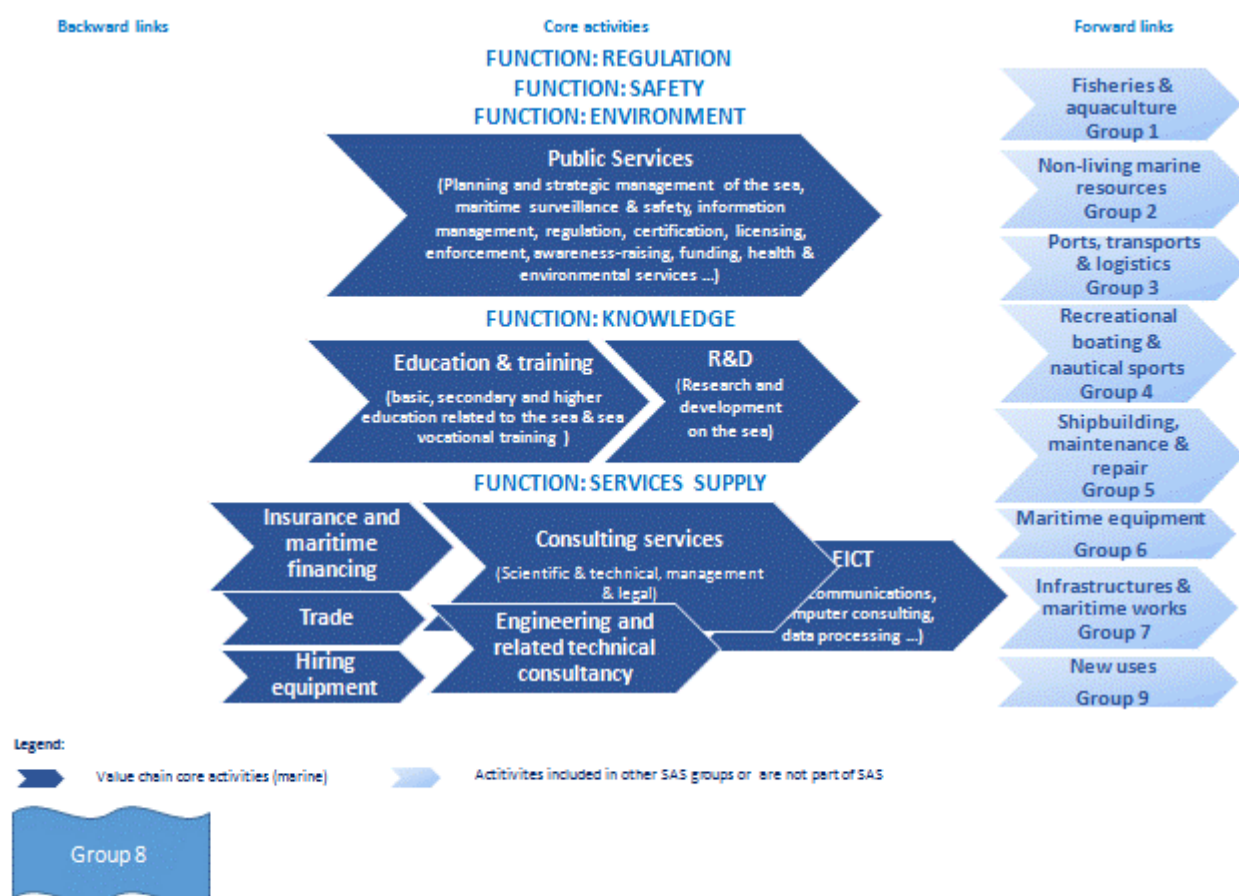 Backward links
Core activities
Forward links
FUNCTION: REGULATION
FUNCTION: SAFETY
FUNCTION: ENVIRONMENT
Public Services
(Planning and strategic management of the sea,
maritime surveillance & safety, information
management, regulation, certification, licensing,
enforcement, awareness-raising, funding, health &
environmental services ...)
FUNCTION: KNOWLEDGE
Education & training
(basic, secondary and higher
education related to the sea & sea
vocational training )
R&D
(Research and
development
on the sea)
FUNCTION: SERVICES SUPPLY
Insurance and
maritime
financing
Trade
Hiring
equipment
Consulting services
(Scientific & technical, management
& legal)
Engineering and
related technical
consultancy
EICT
communications,
mputer consulting,
data processing ...)
Fisheries &
aquaculture
Group 1
Non-living marine
resources
Group 2
Ports, transports
& logistics
Group 3
Recreational
boating &
nautical sports
Group 4
Shipbuilding,
maintenance &
repair
Group 5
Maritime equipment
Group 6
Infrastructures &
maritime works
Group 7
New uses
Group 9
Legend:
Value chain core activities (marine)
Actitivites included in other SAS groups or are not part of SAS
Group 8